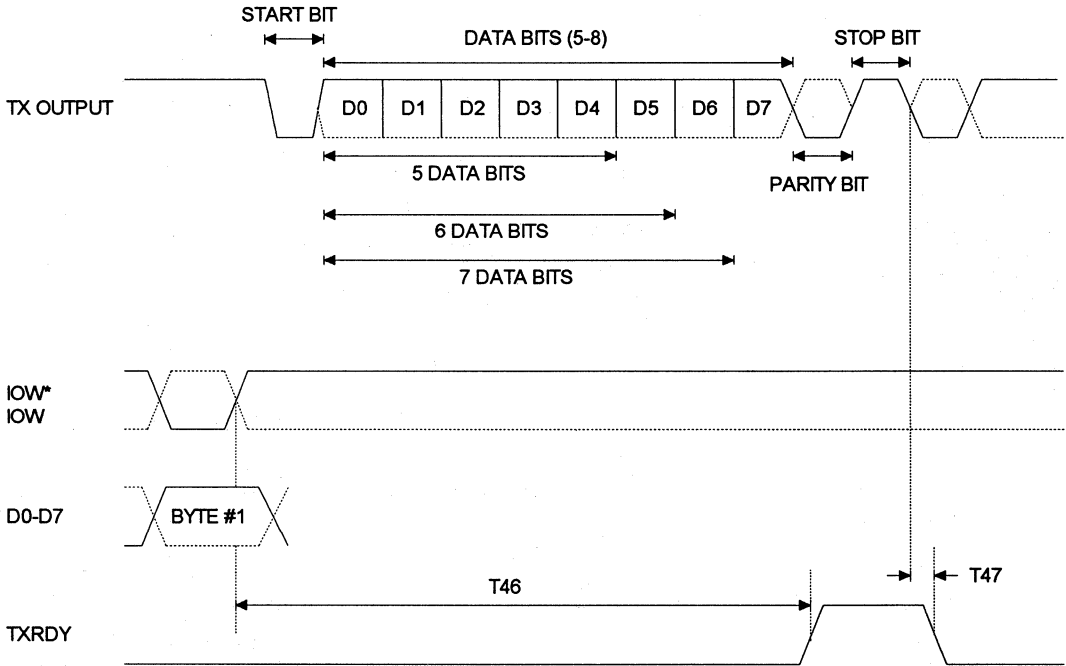 START BIT
DATA BITS (5-8)
STOP BIT
TX OUTPUT
D0 D1 D2 D3 D4 D5 D6 D7
5 DATA BITS
PARITY BIT
6 DATA BITS
7 DATA BITS
IOW*
IOW
D0-D7
BYTE #1
T46
T47
TXRDY